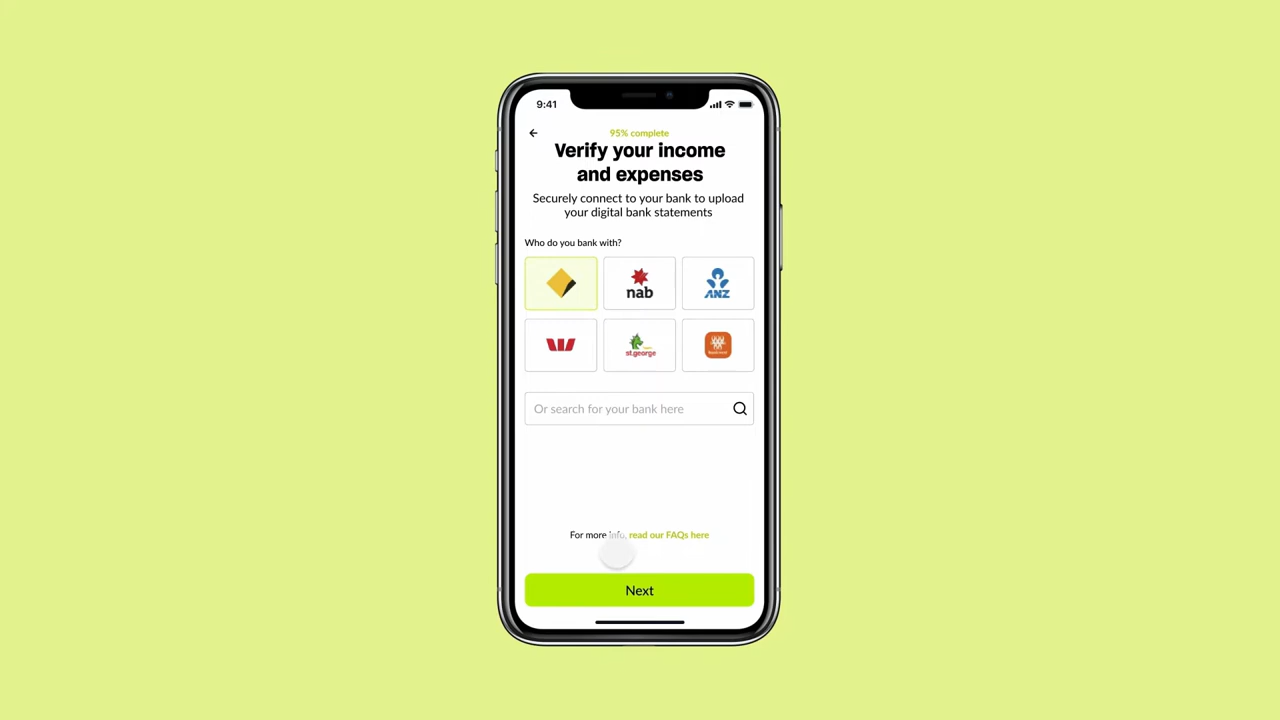 9:41
95% complete
Verify your income
and expenses
Securely connect to your bank to upload
your digital bank statements
Who do you bank with?
nab
ANZ
st.george
Or search for your bank here
For more info, read our FAQs here
Next